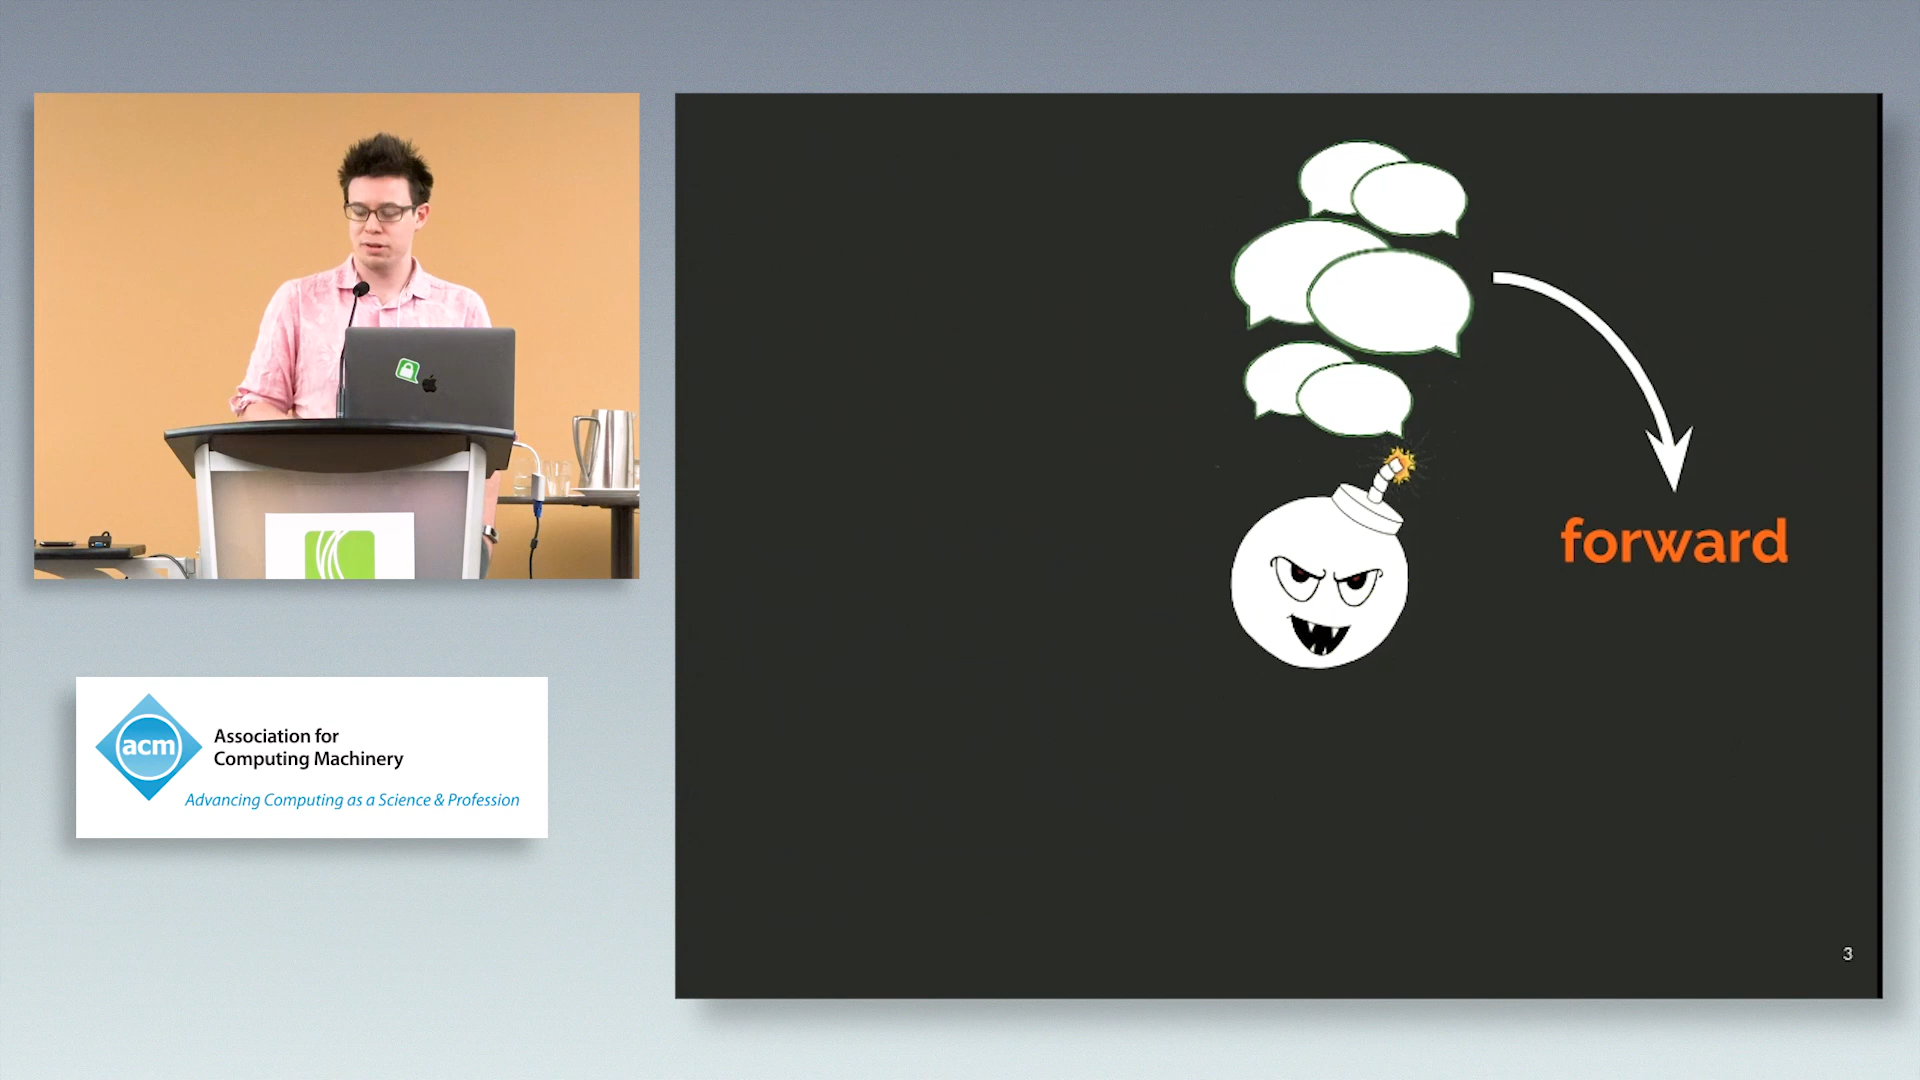 forward
3
acm
Association for
Computing Machinery
Advancing Computing as a Science & Profession